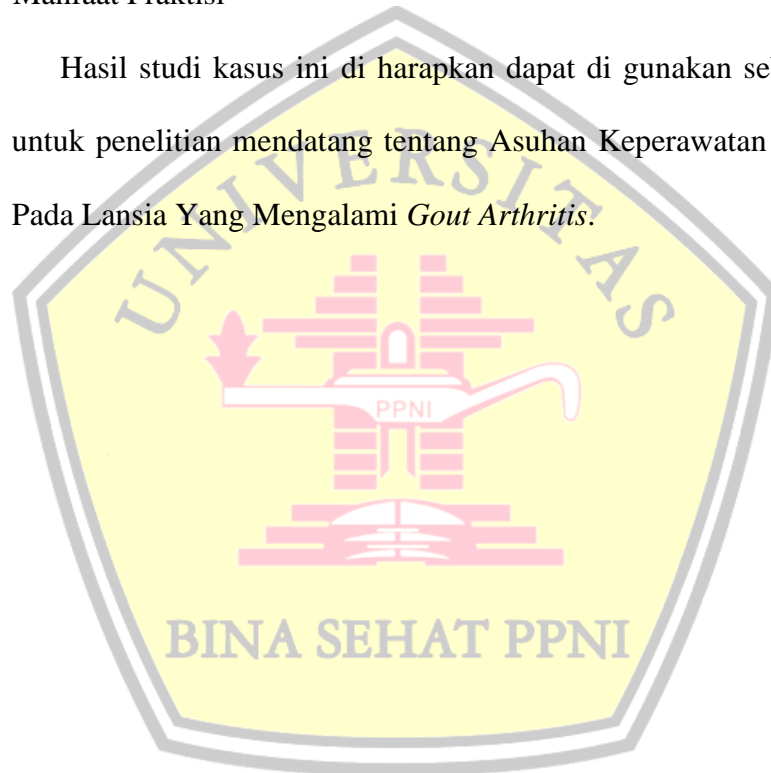 Manfaat Praktisi
Hasil studi kasus ini di harapkan dapat di gunakan
untuk penelitian mendatang tentang Asuhan Keperawatan
Pada Lansia Yang Mengalami Gout Arthritis.
UNIVERSITAS
PPNI
BINA SEHAT PPNI